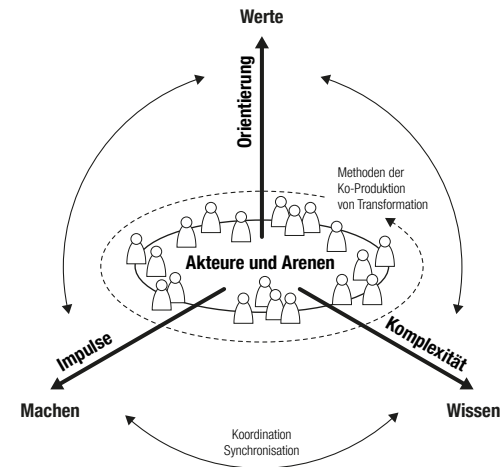 Werte
Orientierung
Methoden der
Ko-Produktion
von Transformation
Akteure und Arenen
Impulse
Komplexität
Machen
Wissen
Koordination
Synchronisation